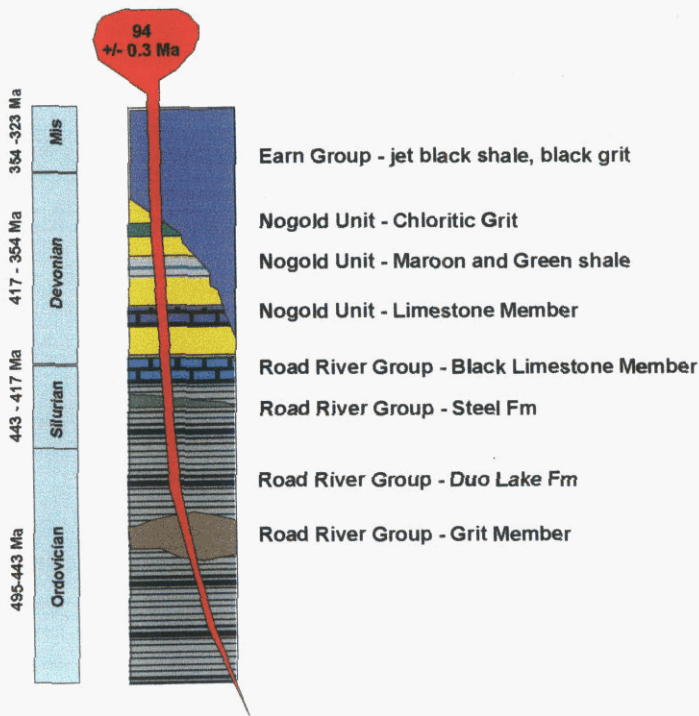 94
+/- 0.3 Ma
354 -323 Ma
Mis
Earn Group - jet black shale, black grit
417 - 354 Ma
Devonian
Nogold Unit - Chloritic Grit
Nogold Unit - Maroon and Green shale
Nogold Unit - Limestone Member
Road River Group - Black Limestone Member
443 - 417 Ma
Silurian
Road River Group - Steel Fm
495-443 Ma
Ordovician
Road River Group - Duo Lake Fm
Road River Group - Grit Member